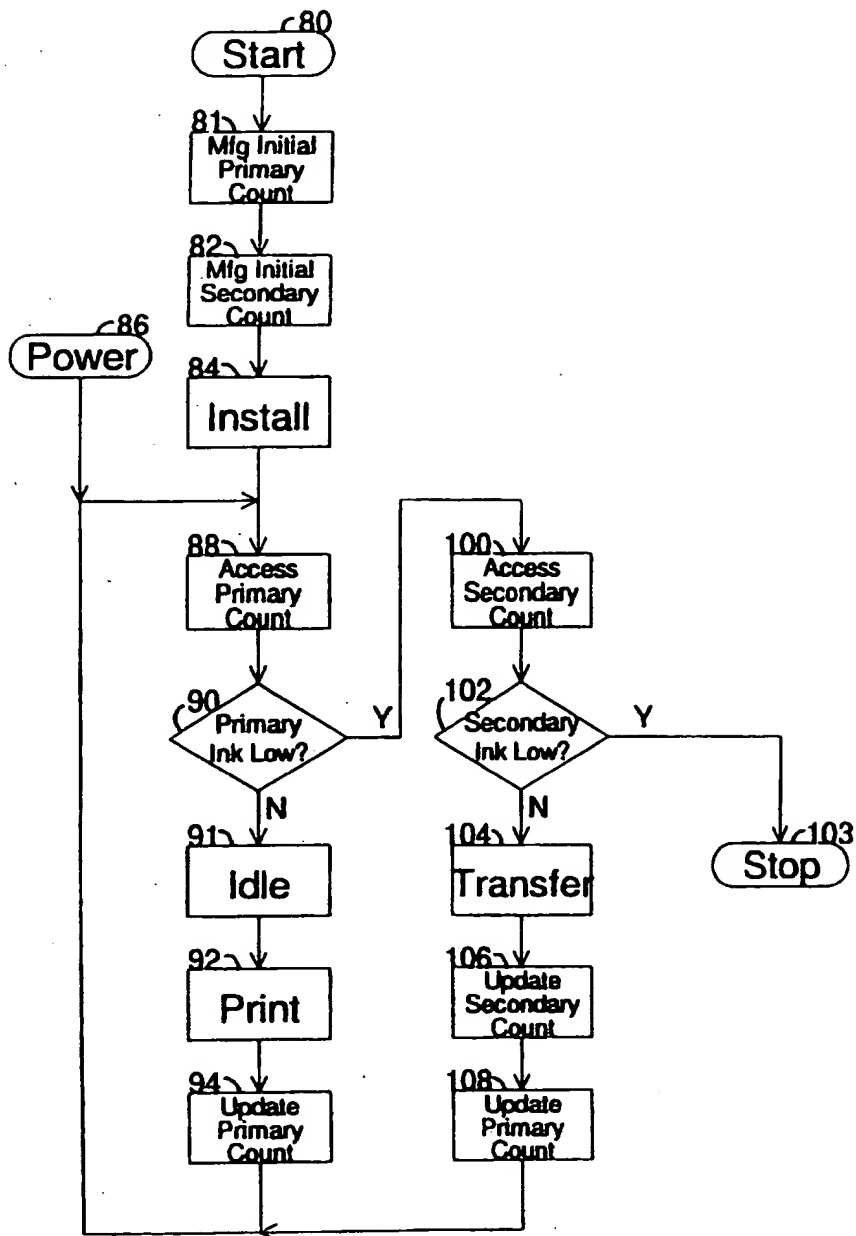 80
Start
81
Mfg Initial
Primary
Count
82
Mfg Initial
Secondary
Count
86
Power
84
Install
88
Access
Primary
Count
100
Access
Secondary
Count
90
Primary
Ink Low?
Y
N
102
Secondary
Ink Low?
Y
N
91
Idle
104
Transfer
103
Stop
92
Print
106
Update
Secondary
Count
94
Update
Primary
Count
108
Update
Primary
Count